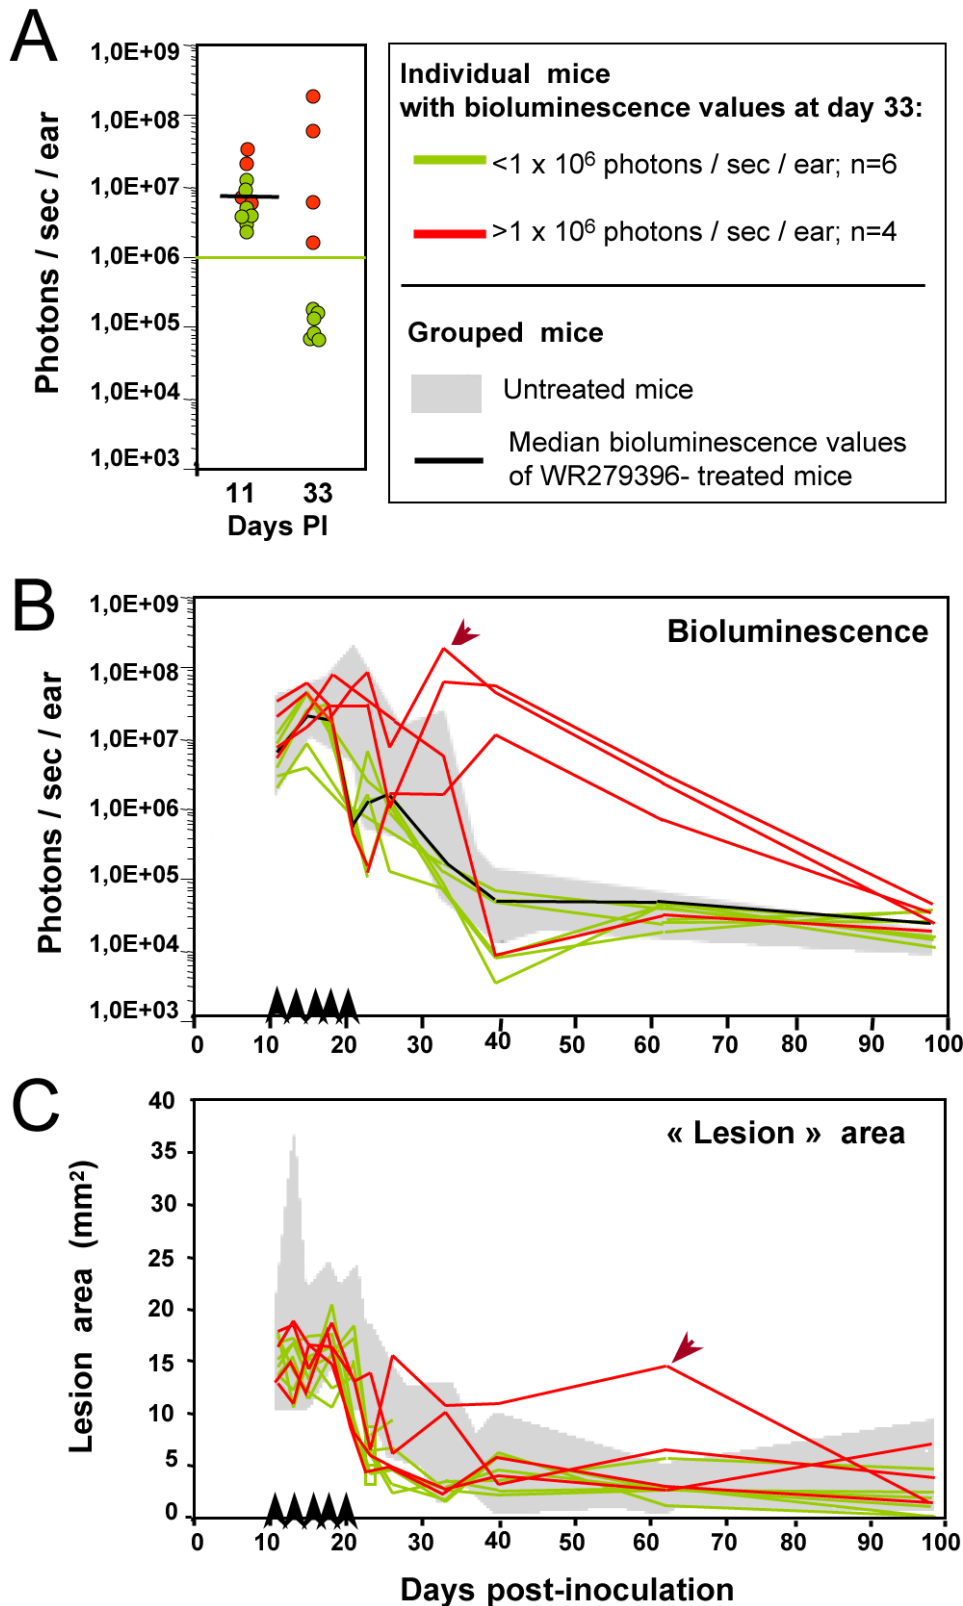 A
1,0E+09
1,0E+08
1,0E+07
1,0E+06
1,0E+05
1,0E+04
1,0E+03
Photons / sec / ear
11 33
Days PI
Individual mice
with bioluminescence values at day 33:
<1 x 10⁶ photons / sec / ear; n=6
>1 x 10⁶ photons / sec / ear; n=4
Grouped mice
Untreated mice
Median bioluminescence values
of WR279396- treated mice
B
Bioluminescence
1,0E+09
1,0E+08
1,0E+07
1,0E+06
1,0E+05
1,0E+04
1,0E+03
Photons / sec / ear
0 10 20 30 40 50 60 70 80 90 100
C
« Lesion » area
40
35
30
25
20
15
10
5
0
Lesion area (mm²)
0 10 20 30 40 50 60 70 80 90 100
Days post-inoculation